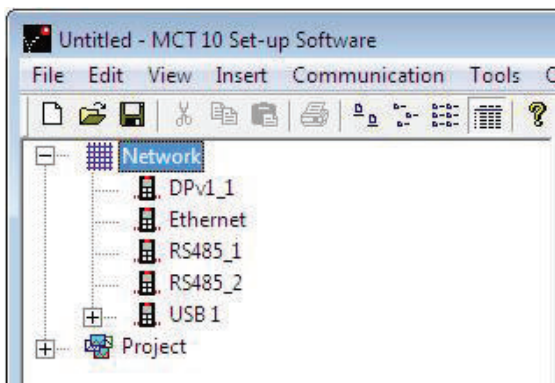 Untitled - MCT 10 Set-up Software
File Edit View Insert Communication Tools
Network
DPv1_1
Ethernet
RS485_1
RS485_2
USB 1
Project